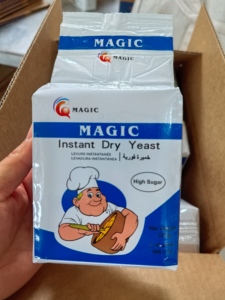 MAGIC
MAGIC
MAGIC
Instant Dry Yeast
LEVURE INSTANTANÉE
LEVADURA INSTANTÁNEA
خميرة فورية
High Sugar